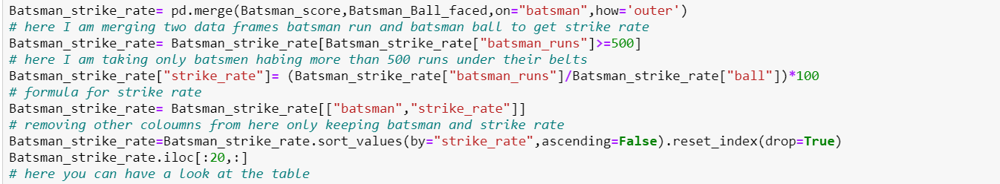 Batsman_strike_rate= pd.merge(Batsman_score,Batsman_Ball_faced,on="batsman",how='outer')
# here I am merging two data frames batsman run and batsman ball to get strike rate
Batsman_strike_rate= Batsman_strike_rate[Batsman_strike_rate["batsman_runs"]>=500]
# here I am taking only batsmen habing more than 500 runs under their belts
Batsman_strike_rate["strike_rate"]= (Batsman_strike_rate["batsman_runs"]/Batsman_strike_rate["ball"])*100
# formula for strike rate
Batsman_strike_rate= Batsman_strike_rate[["batsman","strike_rate"]]
# removing other coloumns from here only keeping batsman and strike rate
Batsman_strike_rate=Batsman_strike_rate.sort_values(by="strike_rate",ascending=False).reset_index(drop=True)
Batsman_strike_rate.iloc[:20,:]
# here you can have a look at the table